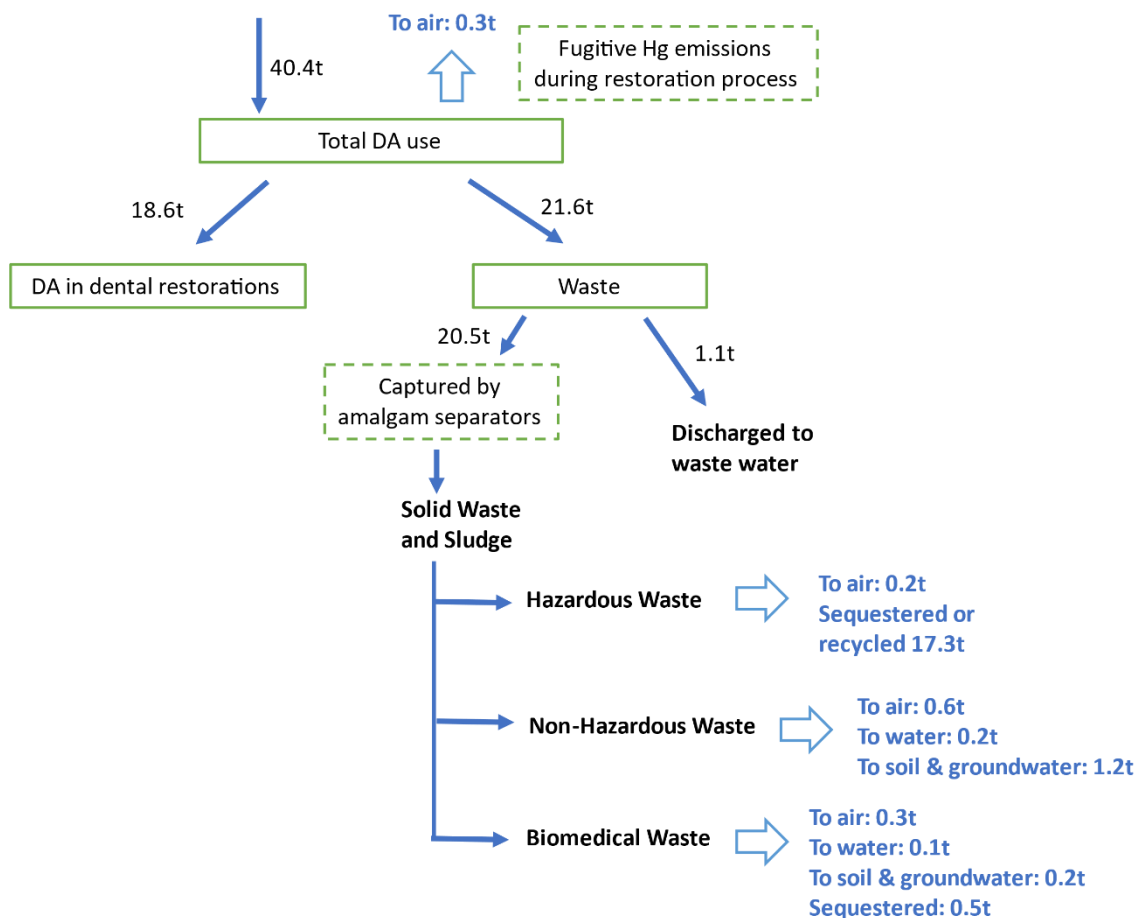 To air: 0.3t
Fugitive Hg emissions
during restoration process
40.4t
Total DA use
18.6t
21.6t
DA in dental restorations
Waste
20.5t
1.1t
Captured by
amalgam separators
Discharged to
waste water
Solid Waste
and Sludge
Hazardous Waste
To air: 0.2t
Sequestered or
recycled 17.3t
Non-Hazardous Waste
To air: 0.6t
To water: 0.2t
To soil & groundwater: 1.2t
Biomedical Waste
To air: 0.3t
To water: 0.1t
To soil & groundwater: 0.2t
Sequestered: 0.5t